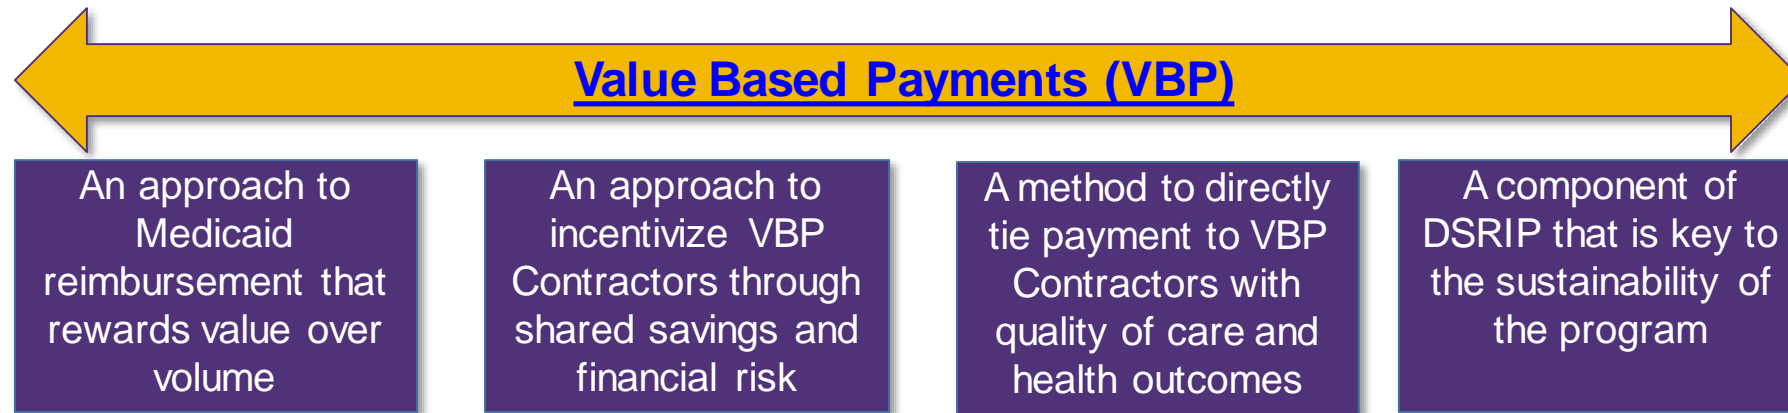 Value Based Payments (VBP)
An approach to
Medicaid
reimbursement that
rewards value over
volume
An approach to
incentivize VBP
Contractors through
shared savings and
financial risk
A method to directly
tie payment to VBP
Contractors with
quality of care and
health outcomes
A component of
DSRIP that is key to
the sustainability of
the program